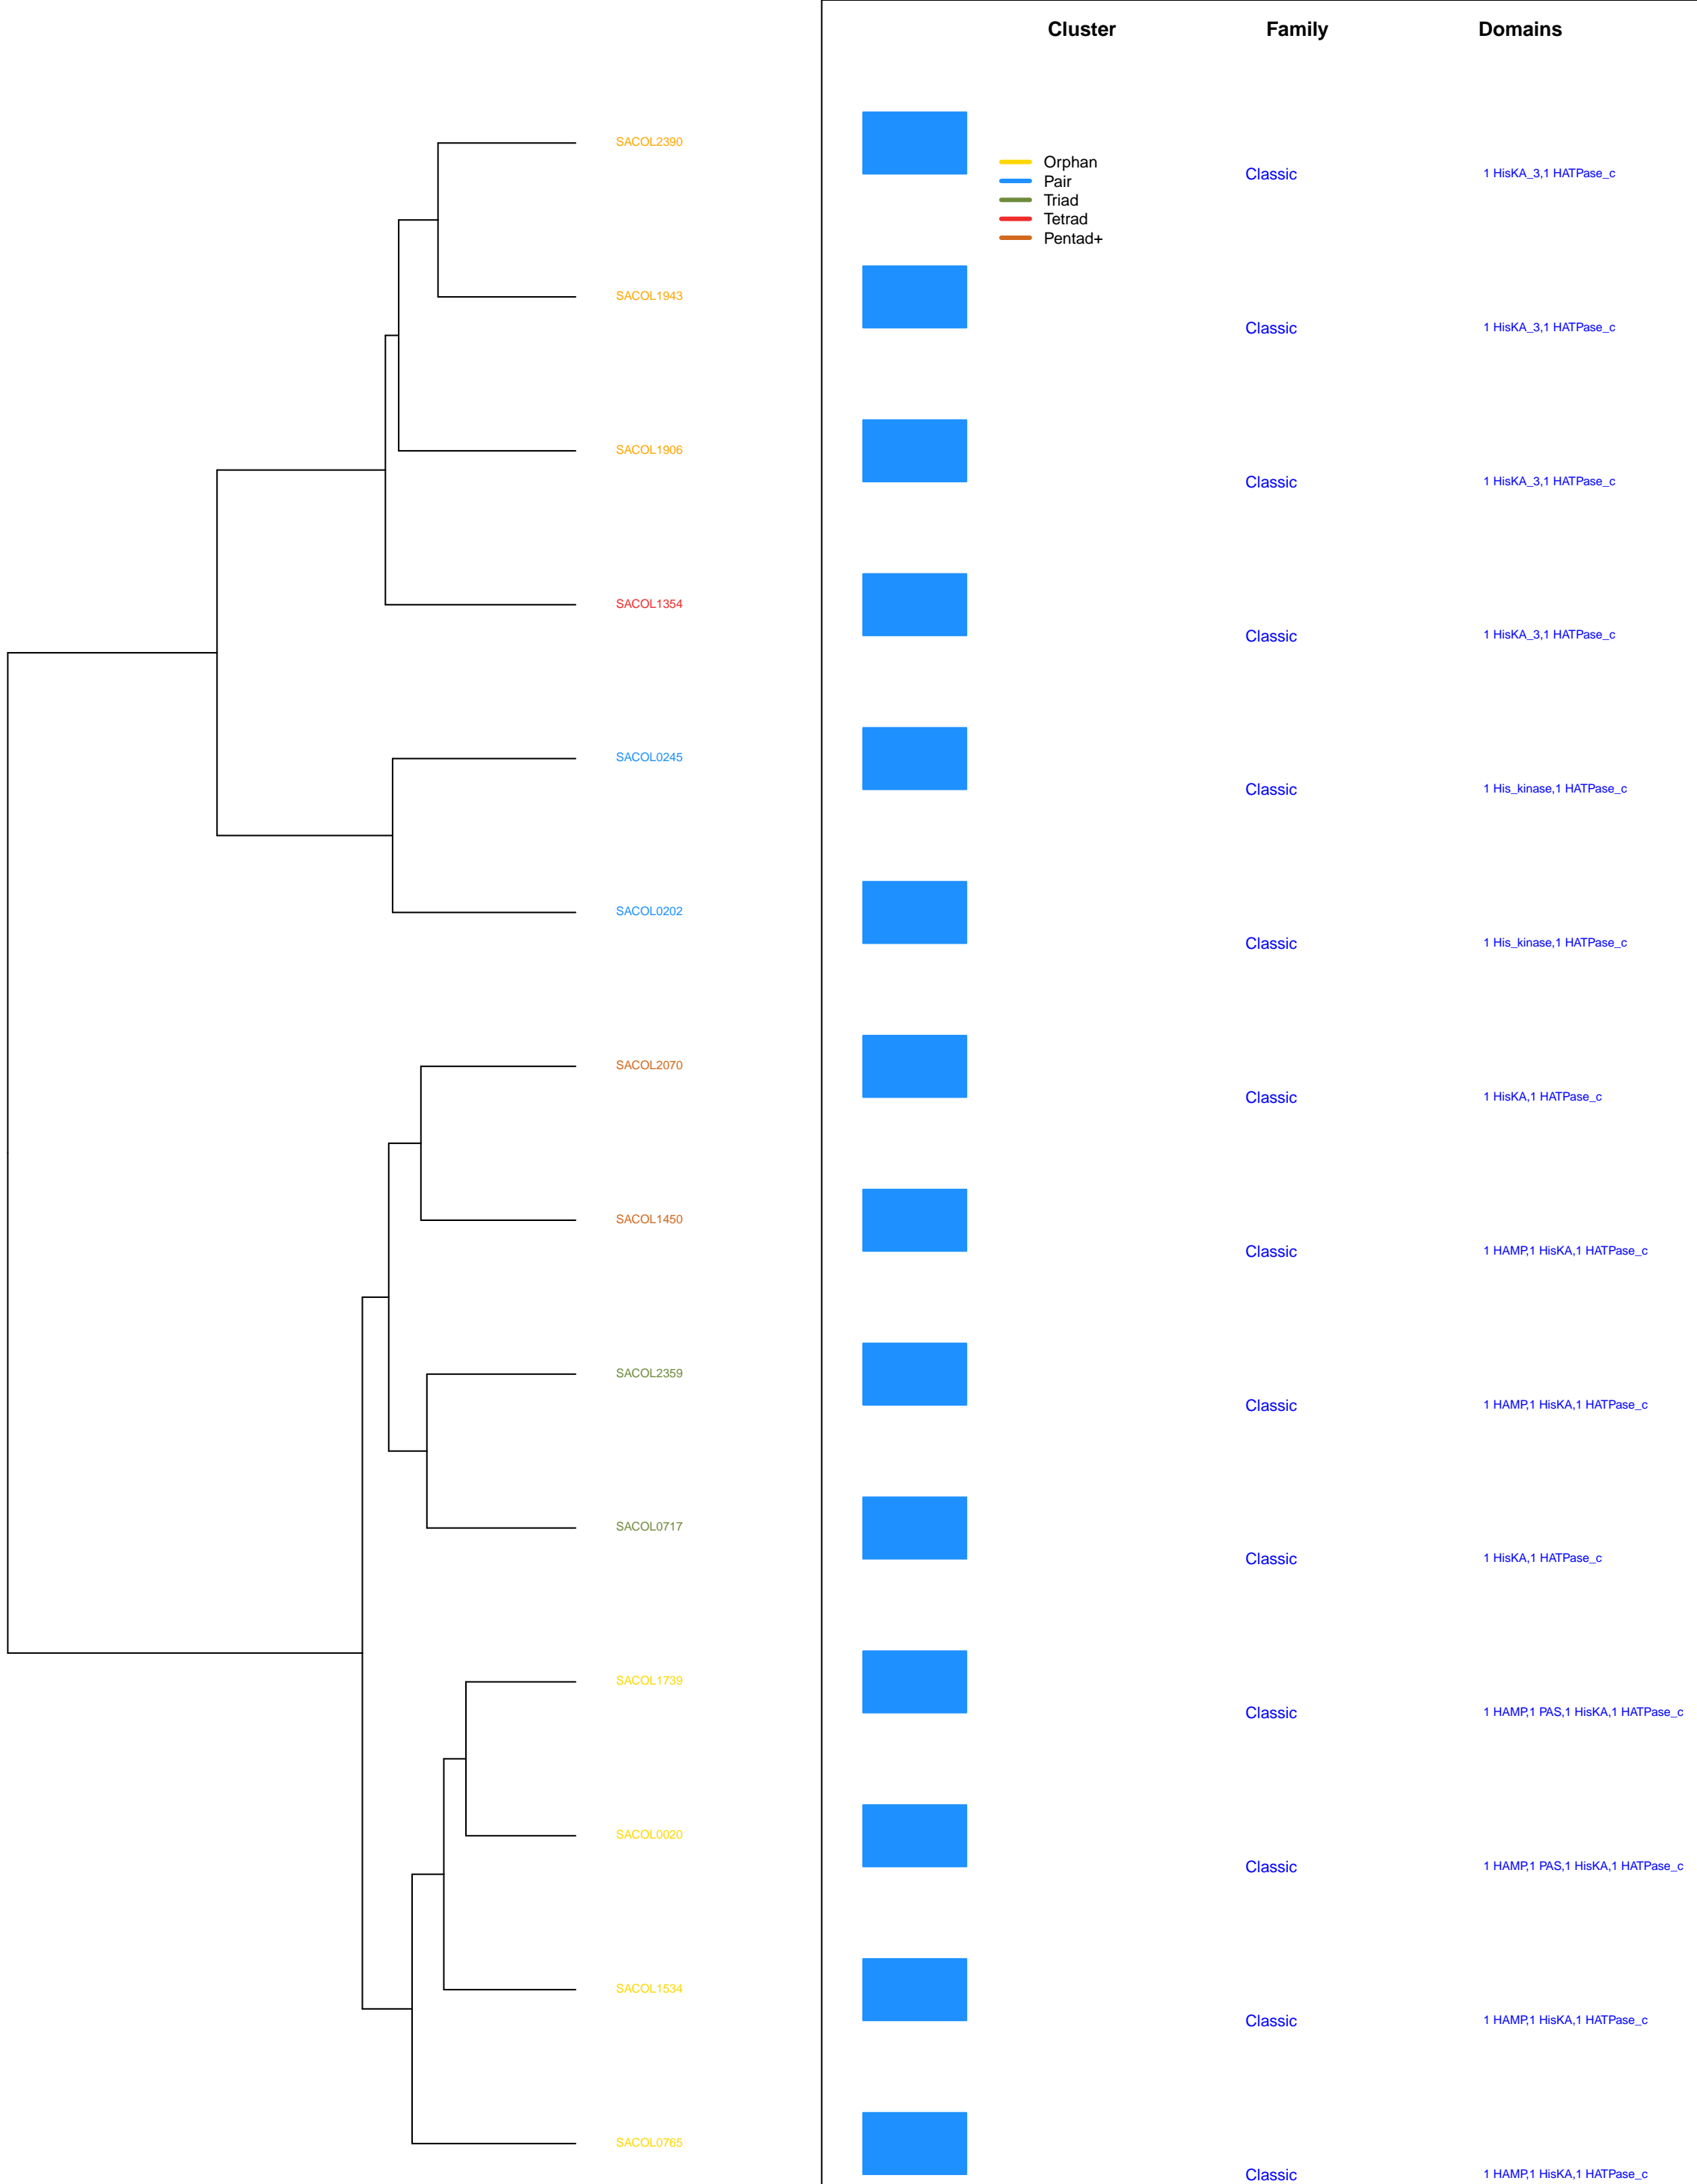 Cluster Family Domains
SACOL2390
Orphan
Pair
Triad
Tetrad
Pentad+
Classic 1 HisKA_3,1 HATPase_c
SACOL1943
Classic 1 HisKA_3,1 HATPase_c
SACOL1906
Classic 1 HisKA_3,1 HATPase_c
SACOL1354
Classic 1 HisKA_3,1 HATPase_c
SACOL0245
Classic 1 His_kinase,1 HATPase_c
SACOL0202
Classic 1 His_kinase,1 HATPase_c
SACOL2070
Classic 1 HisKA,1 HATPase_c
SACOL1450
Classic 1 HAMP,1 HisKA,1 HATPase_c
SACOL2359
Classic 1 HAMP,1 HisKA,1 HATPase_c
SACOL0717
Classic 1 HisKA,1 HATPase_c
SACOL1739
Classic 1 HAMP,1 PAS,1 HisKA,1 HATPase_c
SACOL0020
Classic 1 HAMP,1 PAS,1 HisKA,1 HATPase_c
SACOL1534
Classic 1 HAMP,1 HisKA,1 HATPase_c
SACOL0765
Classic 1 HAMP,1 HisKA,1 HATPase_c